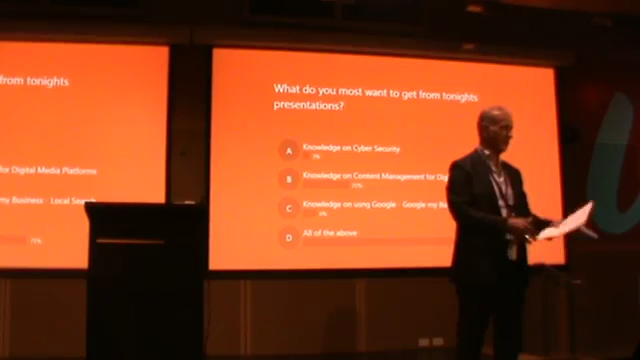 from tonights
for Digital Media Platforms
my Business Local Search
71%
What do you most want to get from tonights
presentations?
A Knowledge on Cyber Security
B Knowledge on Content Management for Dig
C Knowledge on using Google - Google my Bu
D All of the above